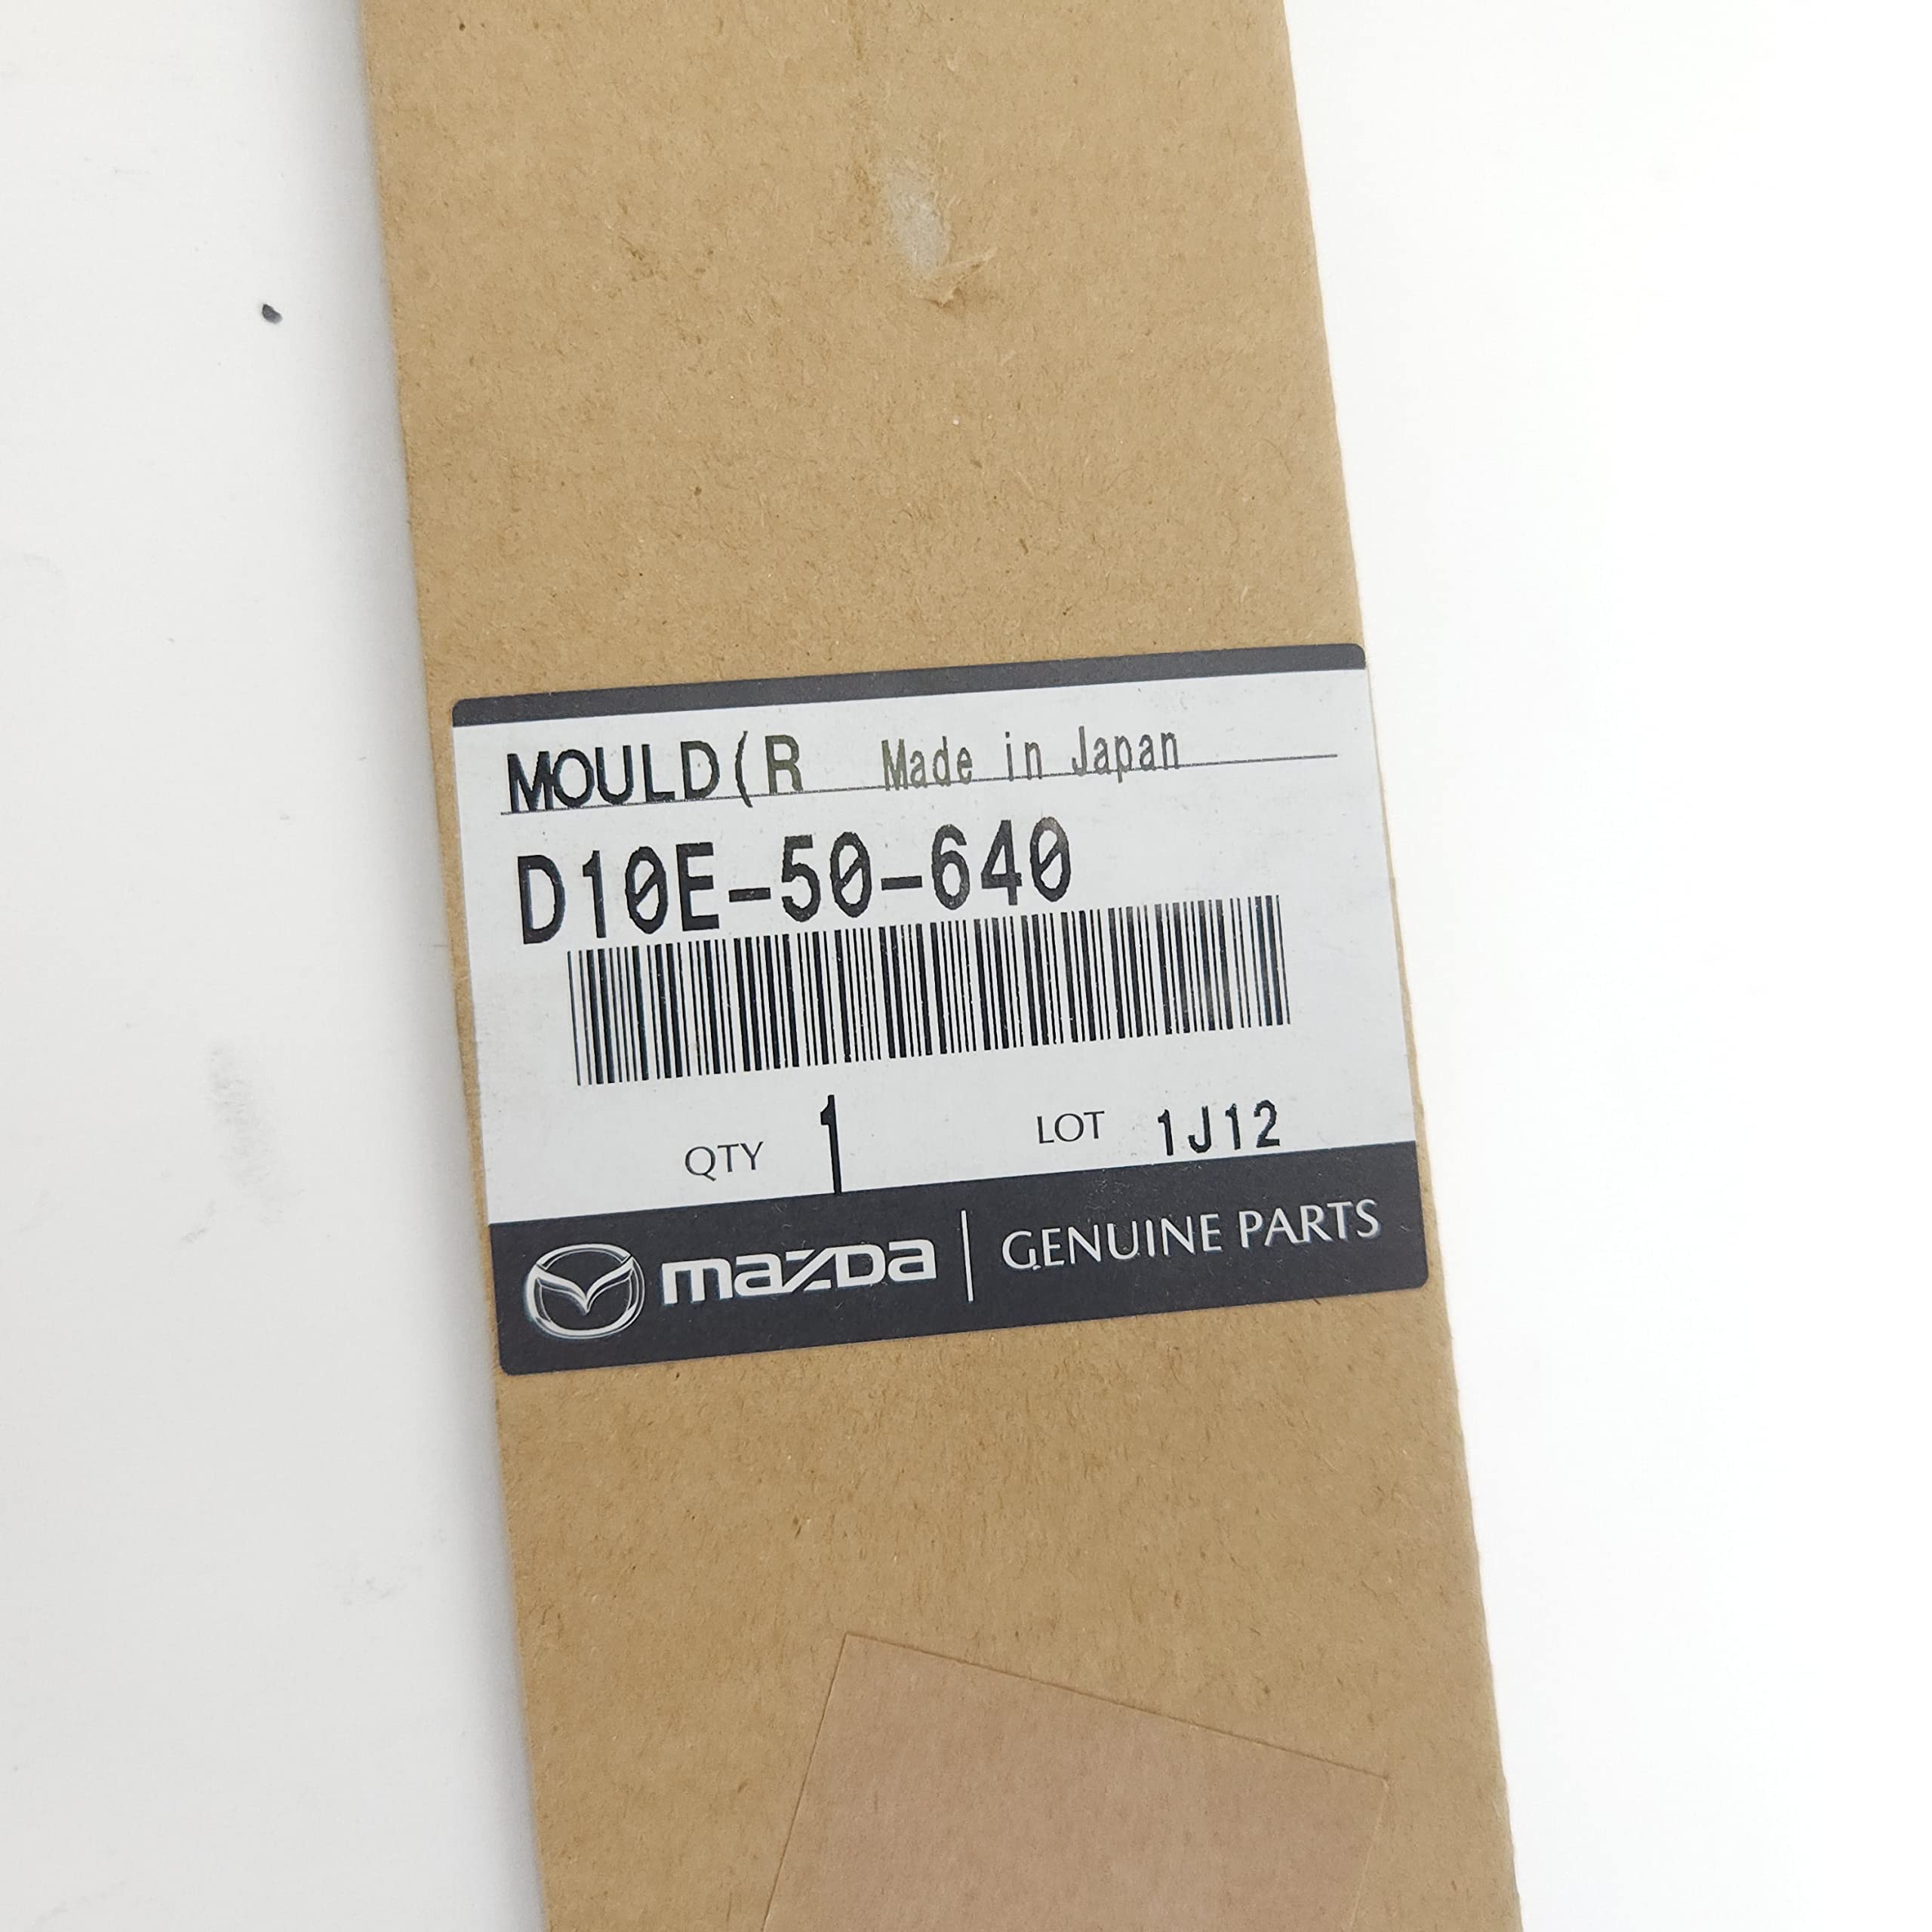 MOULD(R Made in Japan
D10E-50-640
QTY 1 LOT 1J12
mazda GENUINE PARTS